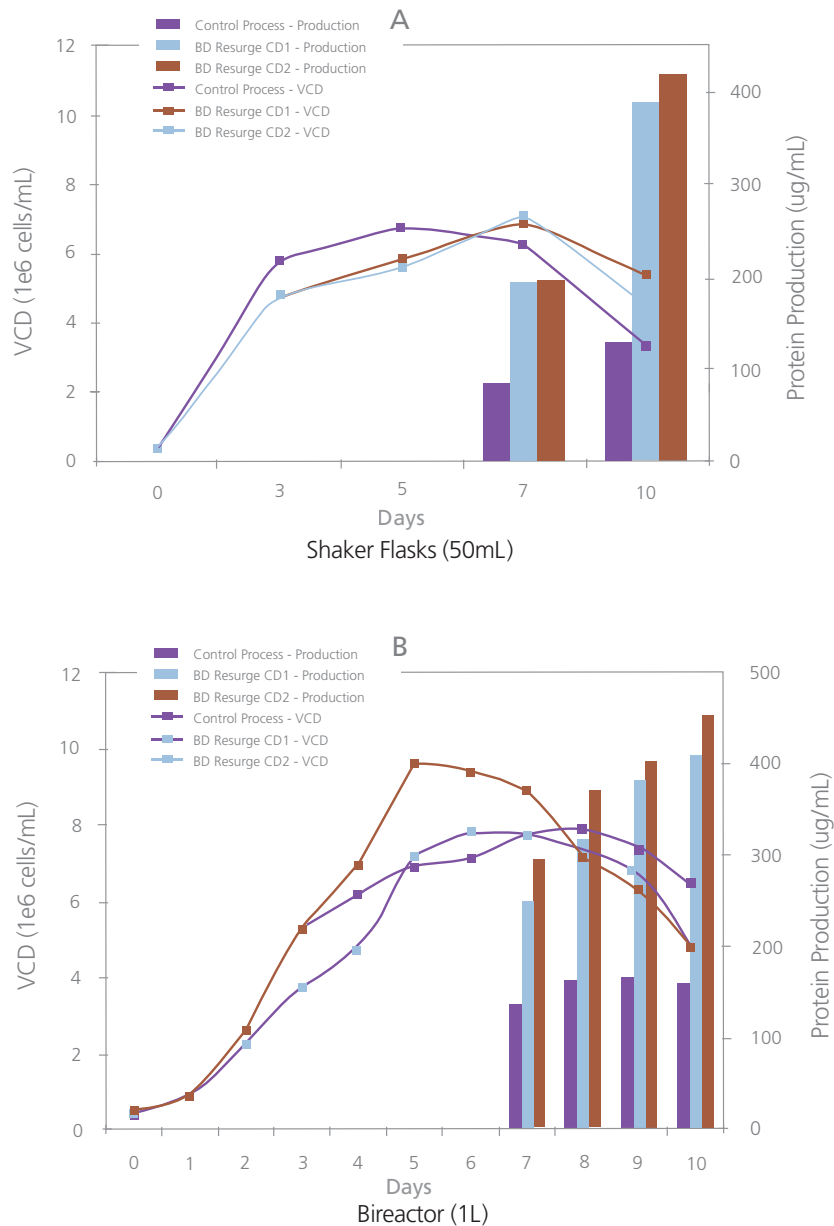 A
Control Process - Production
BD Resurge CD1 - Production
BD Resurge CD2 - Production
Control Process - VCD
BD Resurge CD1 - VCD
BD Resurge CD2 - VCD
12
10
8
6
4
2
0
VCD (1e6 cells/mL)
400
300
200
100
0
Protein Production (ug/mL)
0 3 5 7 10
Days
Shaker Flasks (50mL)
B
Control Process - Production
BD Resurge CD1 - Production
BD Resurge CD2 - Production
Control Process - VCD
BD Resurge CD1 - VCD
BD Resurge CD2 - VCD
12
10
8
6
4
2
0
VCD (1e6 cells/mL)
500
400
300
200
100
0
Protein Production (ug/mL)
0 1 2 3 4 5 6 7 8 9 10
Days
Bireactor (1L)